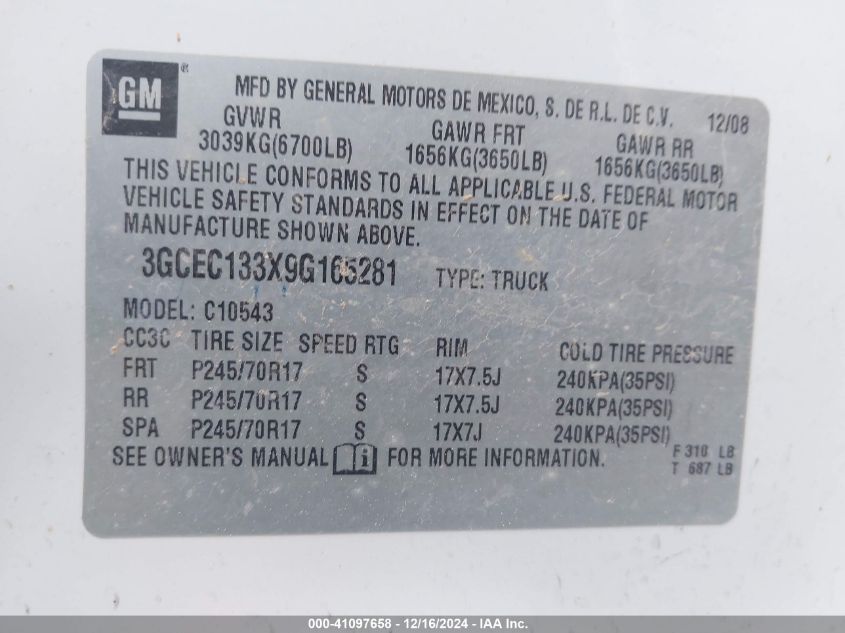 GM ®
MFD BY GENERAL MOTORS DE MEXICO, S. DE R.L. DE C.V. 12/08
GVWR GAWR FRT GAWR RR
3039KG(6700LB) 1656KG(3650LB) 1656KG(3650LB)
THIS VEHICLE CONFORMS TO ALL APPLICABLE U.S. FEDERAL MOTOR
VEHICLE SAFETY STANDARDS IN EFFECT ON THE DATE OF
MANUFACTURE SHOWN ABOVE.
3GCEC133X9G165281 TYPE: TRUCK
MODEL: C10543
CC3C TIRE SIZE SPEED RTG RIM COLD TIRE PRESSURE
FRT P245/70R17 S 17X7.5J 240KPA(35PSI)
RR P245/70R17 S 17X7.5J 240KPA(35PSI)
SPA P245/70R17 S 17X7J 240KPA(35PSI)
SEE OWNER'S MANUAL i FOR MORE INFORMATION.
F 310 LB
T 687 LB
000-41097658 - 12/16/2024 - IAA Inc.